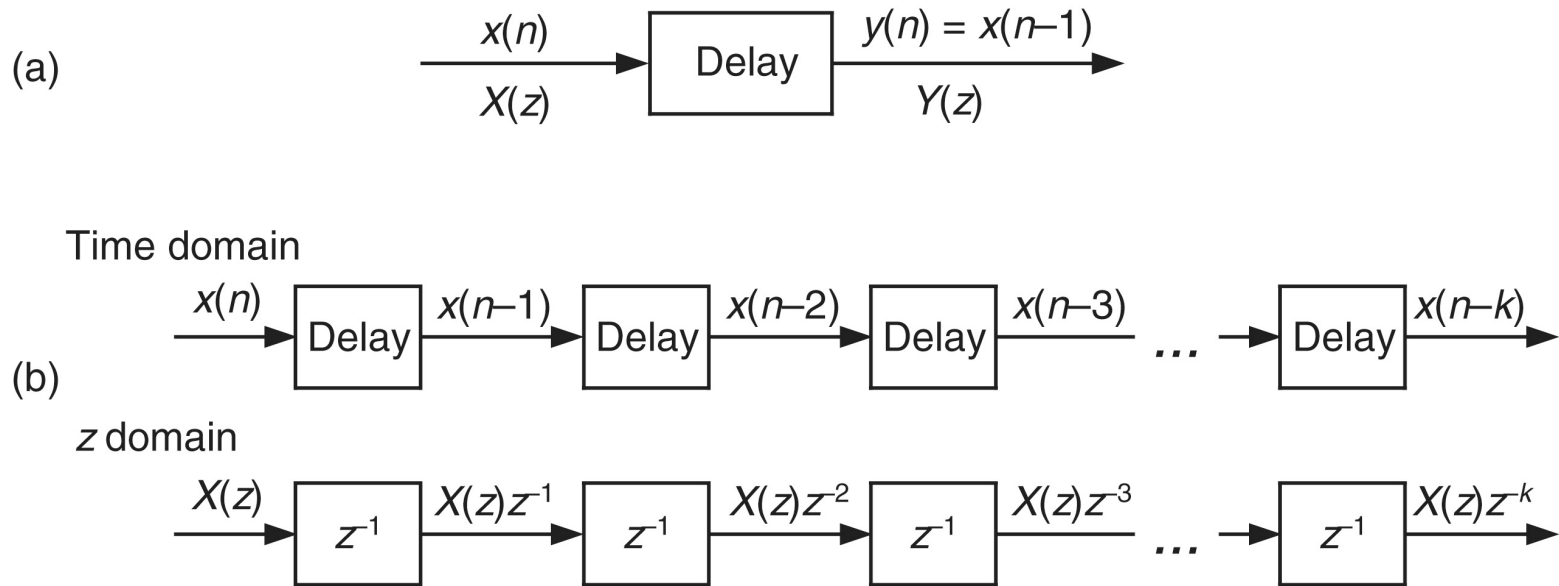 (a)
x(n)
X(z)
Delay
y(n) = x(n–1)
Y(z)
(b)
Time domain
x(n) Delay x(n–1) Delay x(n–2) Delay x(n–3) ... Delay x(n–k)
z domain
X(z) z⁻¹ X(z)z⁻¹ z⁻¹ X(z)z⁻² z⁻¹ X(z)z⁻³ ... z⁻¹ X(z)z⁻ᵏ